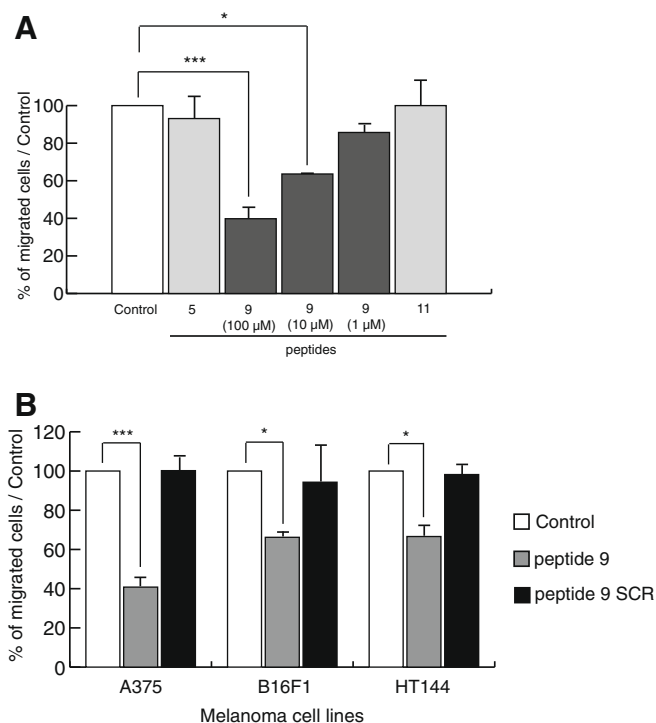 A
*
***
% of migrated cells / Control
100
80
60
40
20
0
Control 5 9 9 9 11
(100 µM) (10 µM) (1 µM)
peptides
B
% of migrated cells / Control
120
100
80
60
40
20
0
*** * *
Control
peptide 9
peptide 9 SCR
A375 B16F1 HT144
Melanoma cell lines